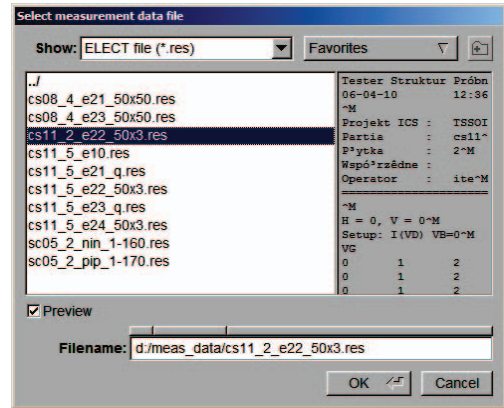 Select measurement data file
Show: ELECT file (*.res) Favorites
../
cs08_4_e21_50x50.res
cs08_4_e23_50x50.res
cs11_2_e22_50x3.res
cs11_5_e10.res
cs11_5_e21_q.res
cs11_5_e22_50x3.res
cs11_5_e23_q.res
cs11_5_e24_50x3.res
sc05_2_nin_1-160.res
sc05_2_pip_1-170.res
Tester Struktur Próbn
06-04-10 12:36
^M
Projekt ICS : TSSOI
Partia : cs11^
P³ytka : 2^M
Wspó³rzêdne :
Operator : ite^M
^M
H = 0, V = 0^M
Setup: I(VD) VB=0^M
VG
0 1 2
0 1 2
0 1 2
Preview
Filename: d:/meas_data/cs11_2_e22_50x3.res
OK Cancel